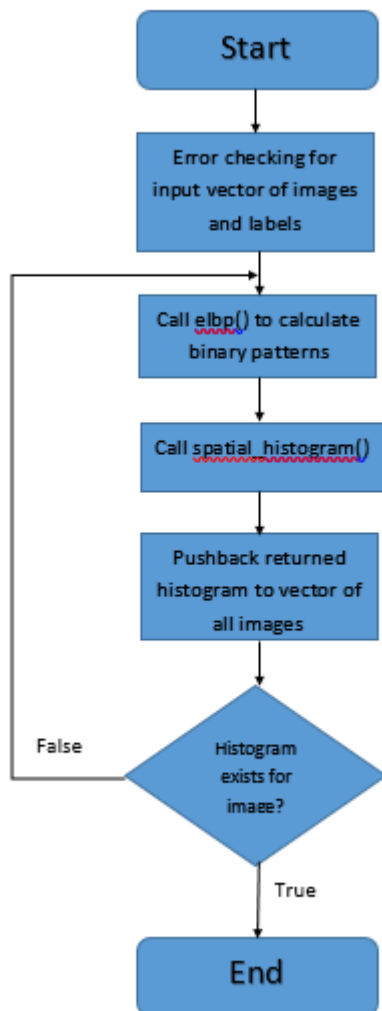 Start
Error checking for
input vector of images
and labels
Call elbp() to calculate
binary patterns
Call spatial_histogram()
Pushback returned
histogram to vector of
all images
False
Histogram
exists for
image?
True
End